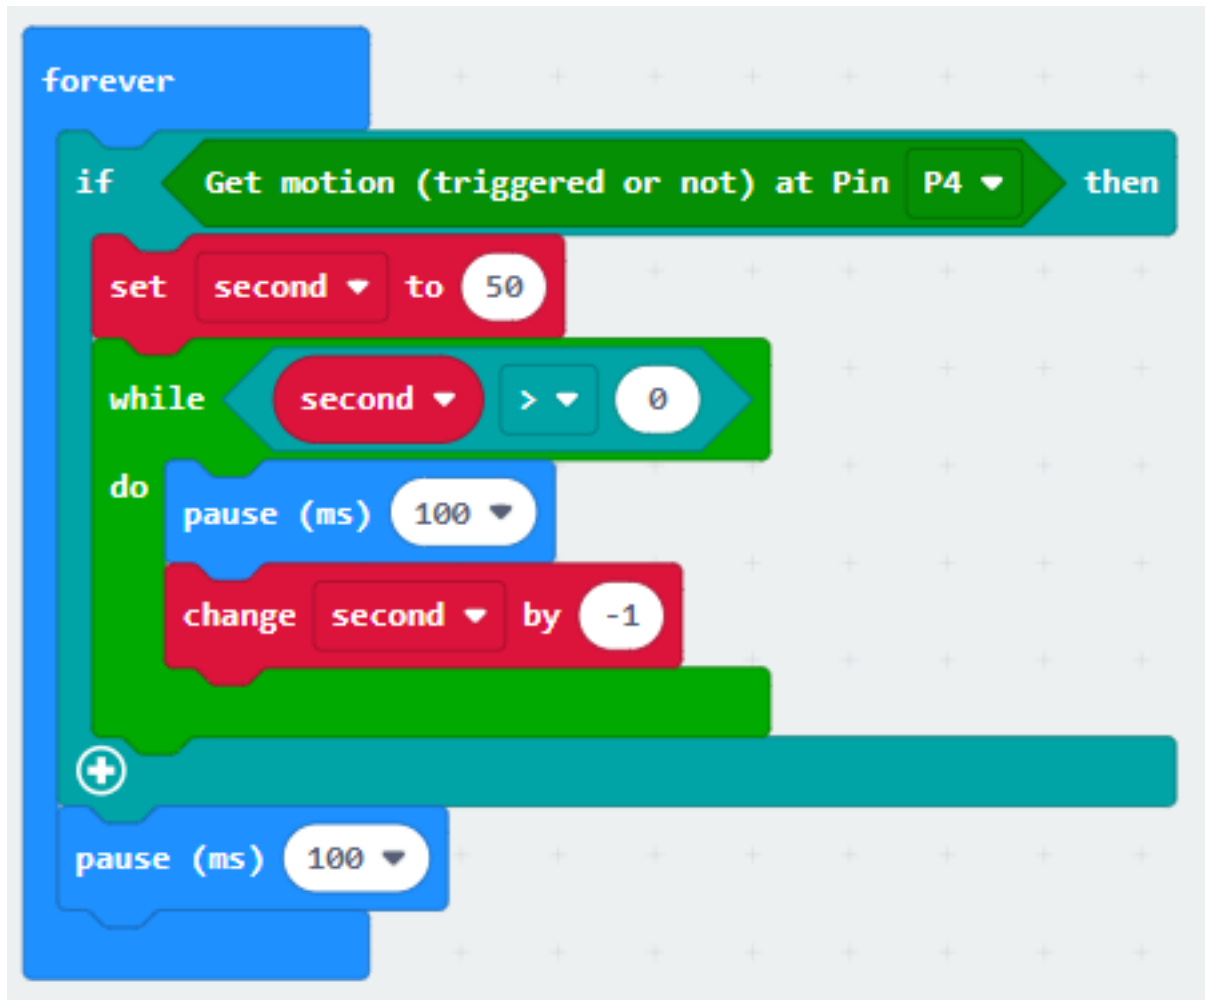 forever
if Get motion (triggered or not) at Pin P4 then
set second to 50
while second > 0
do
pause (ms) 100
change second by -1
pause (ms) 100